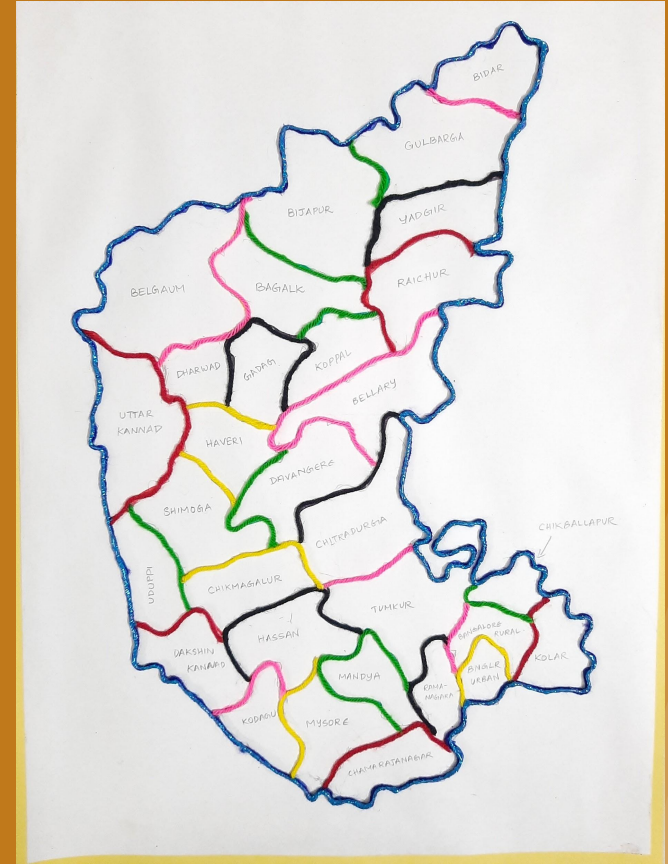 BIDAR
GULBARGA
YADGIR
BIJAPUR
RAICHUR
BELGAUM
BAGALK
KOPPAL
DHARWAD
GADAG
BELLARY
UTTAR
KANNAD
HAVERI
DAVANGERE
SHIMOGA
CHITRADURGA
CHIKBALLAPUR
UDUPPI
CHIKMAGALUR
TUMKUR
HASSAN
BANGALORE
RURAL
DAKSHIN
KANAAD
KOLAR
BNGLR
URBAN
MANDYA
RAMA-
NAGARA
KODAGU
MYSORE
CHAMARAJANAGAR